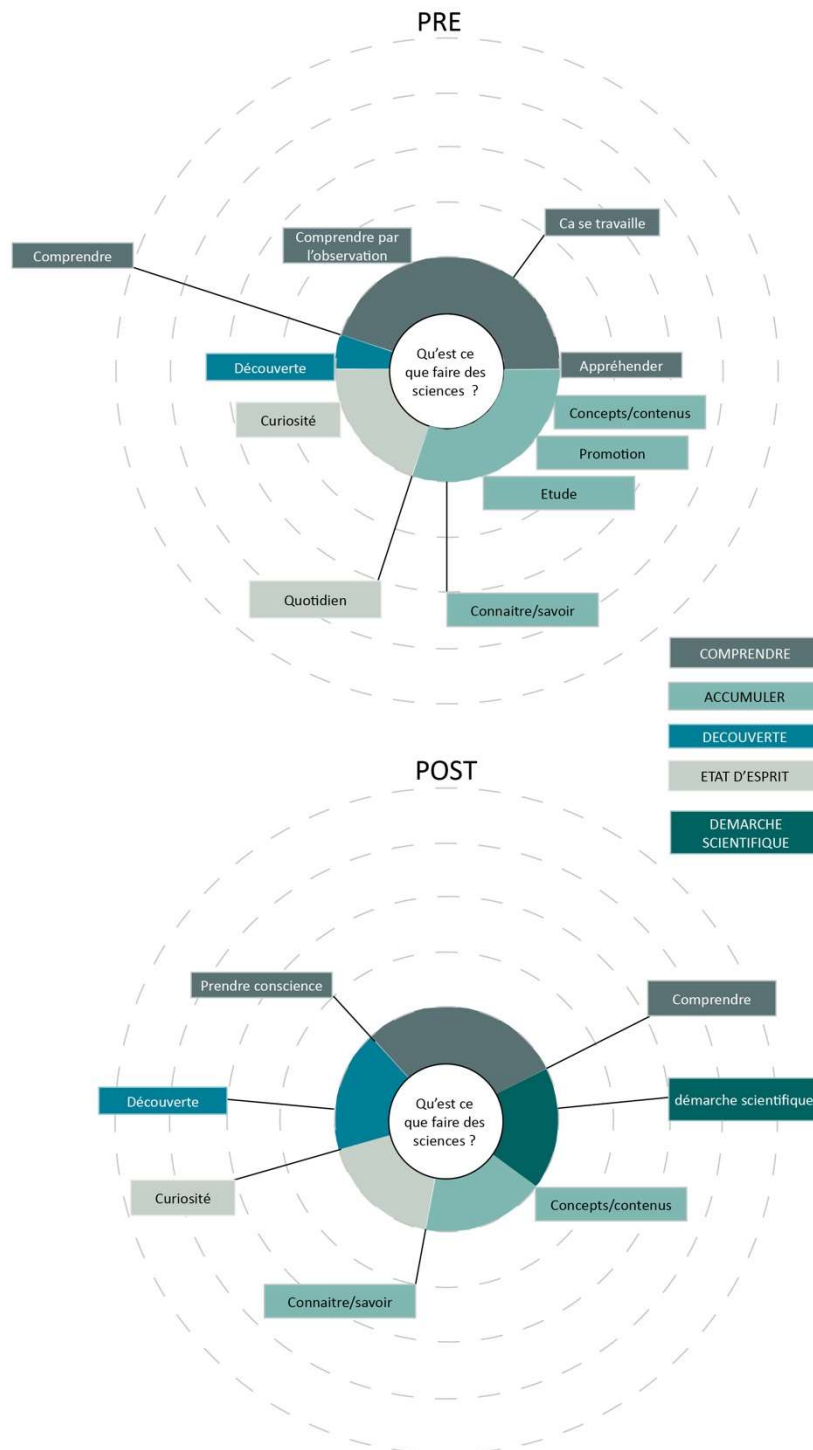 PRE
Ca se travaille
Comprendre par
l'observation
Comprendre
Qu'est ce
que faire des
sciences ?
Découverte
Appréhender
Curiosité
Concepts/contenus
Promotion
Etude
Quotidien
Connaitre/savoir
COMPRENDRE
ACCUMULER
DECOUVERTE
ETAT D'ESPRIT
DEMARCHE
SCIENTIFIQUE
POST
Prendre conscience
Comprendre
Découverte
démarche scientifique
Qu'est ce
que faire des
sciences ?
Curiosité
Concepts/contenus
Connaitre/savoir